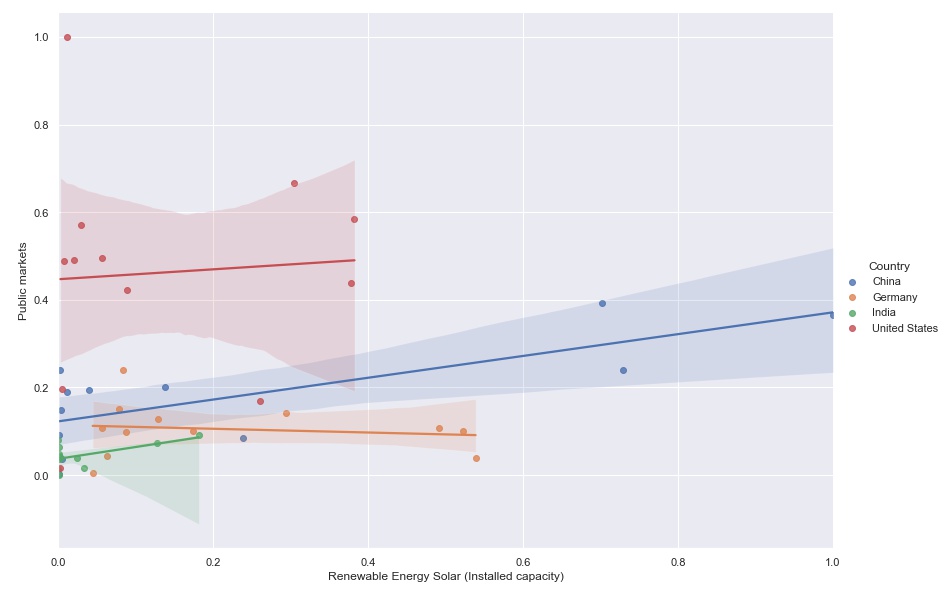 1.0
0.8
0.6
0.4
0.2
0.0
Public markets
0.0 0.2 0.4 0.6 0.8 1.0
Renewable Energy Solar (Installed capacity)
Country
China
Germany
India
United States